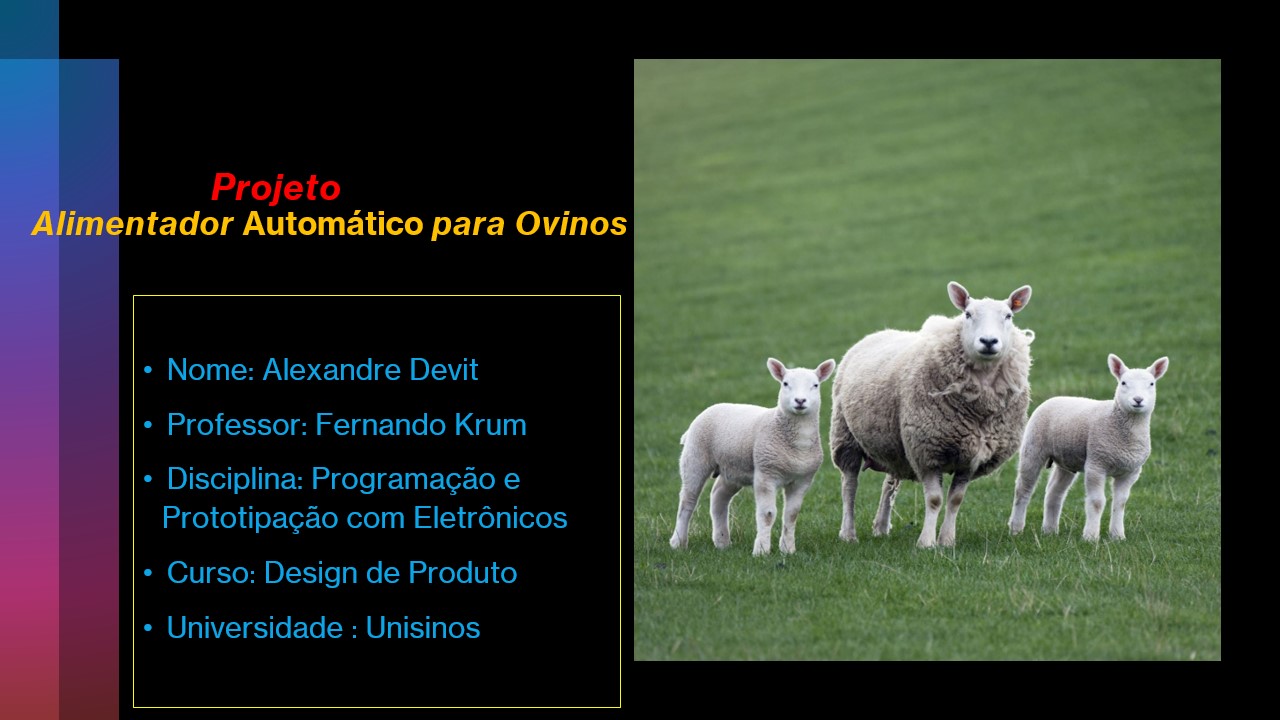 Projeto
Alimentador Automático para Ovinos
• Nome: Alexandre Devit
• Professor: Fernando Krum
• Disciplina: Programação e
Prototipação com Eletrônicos
• Curso: Design de Produto
• Universidade : Unisinos